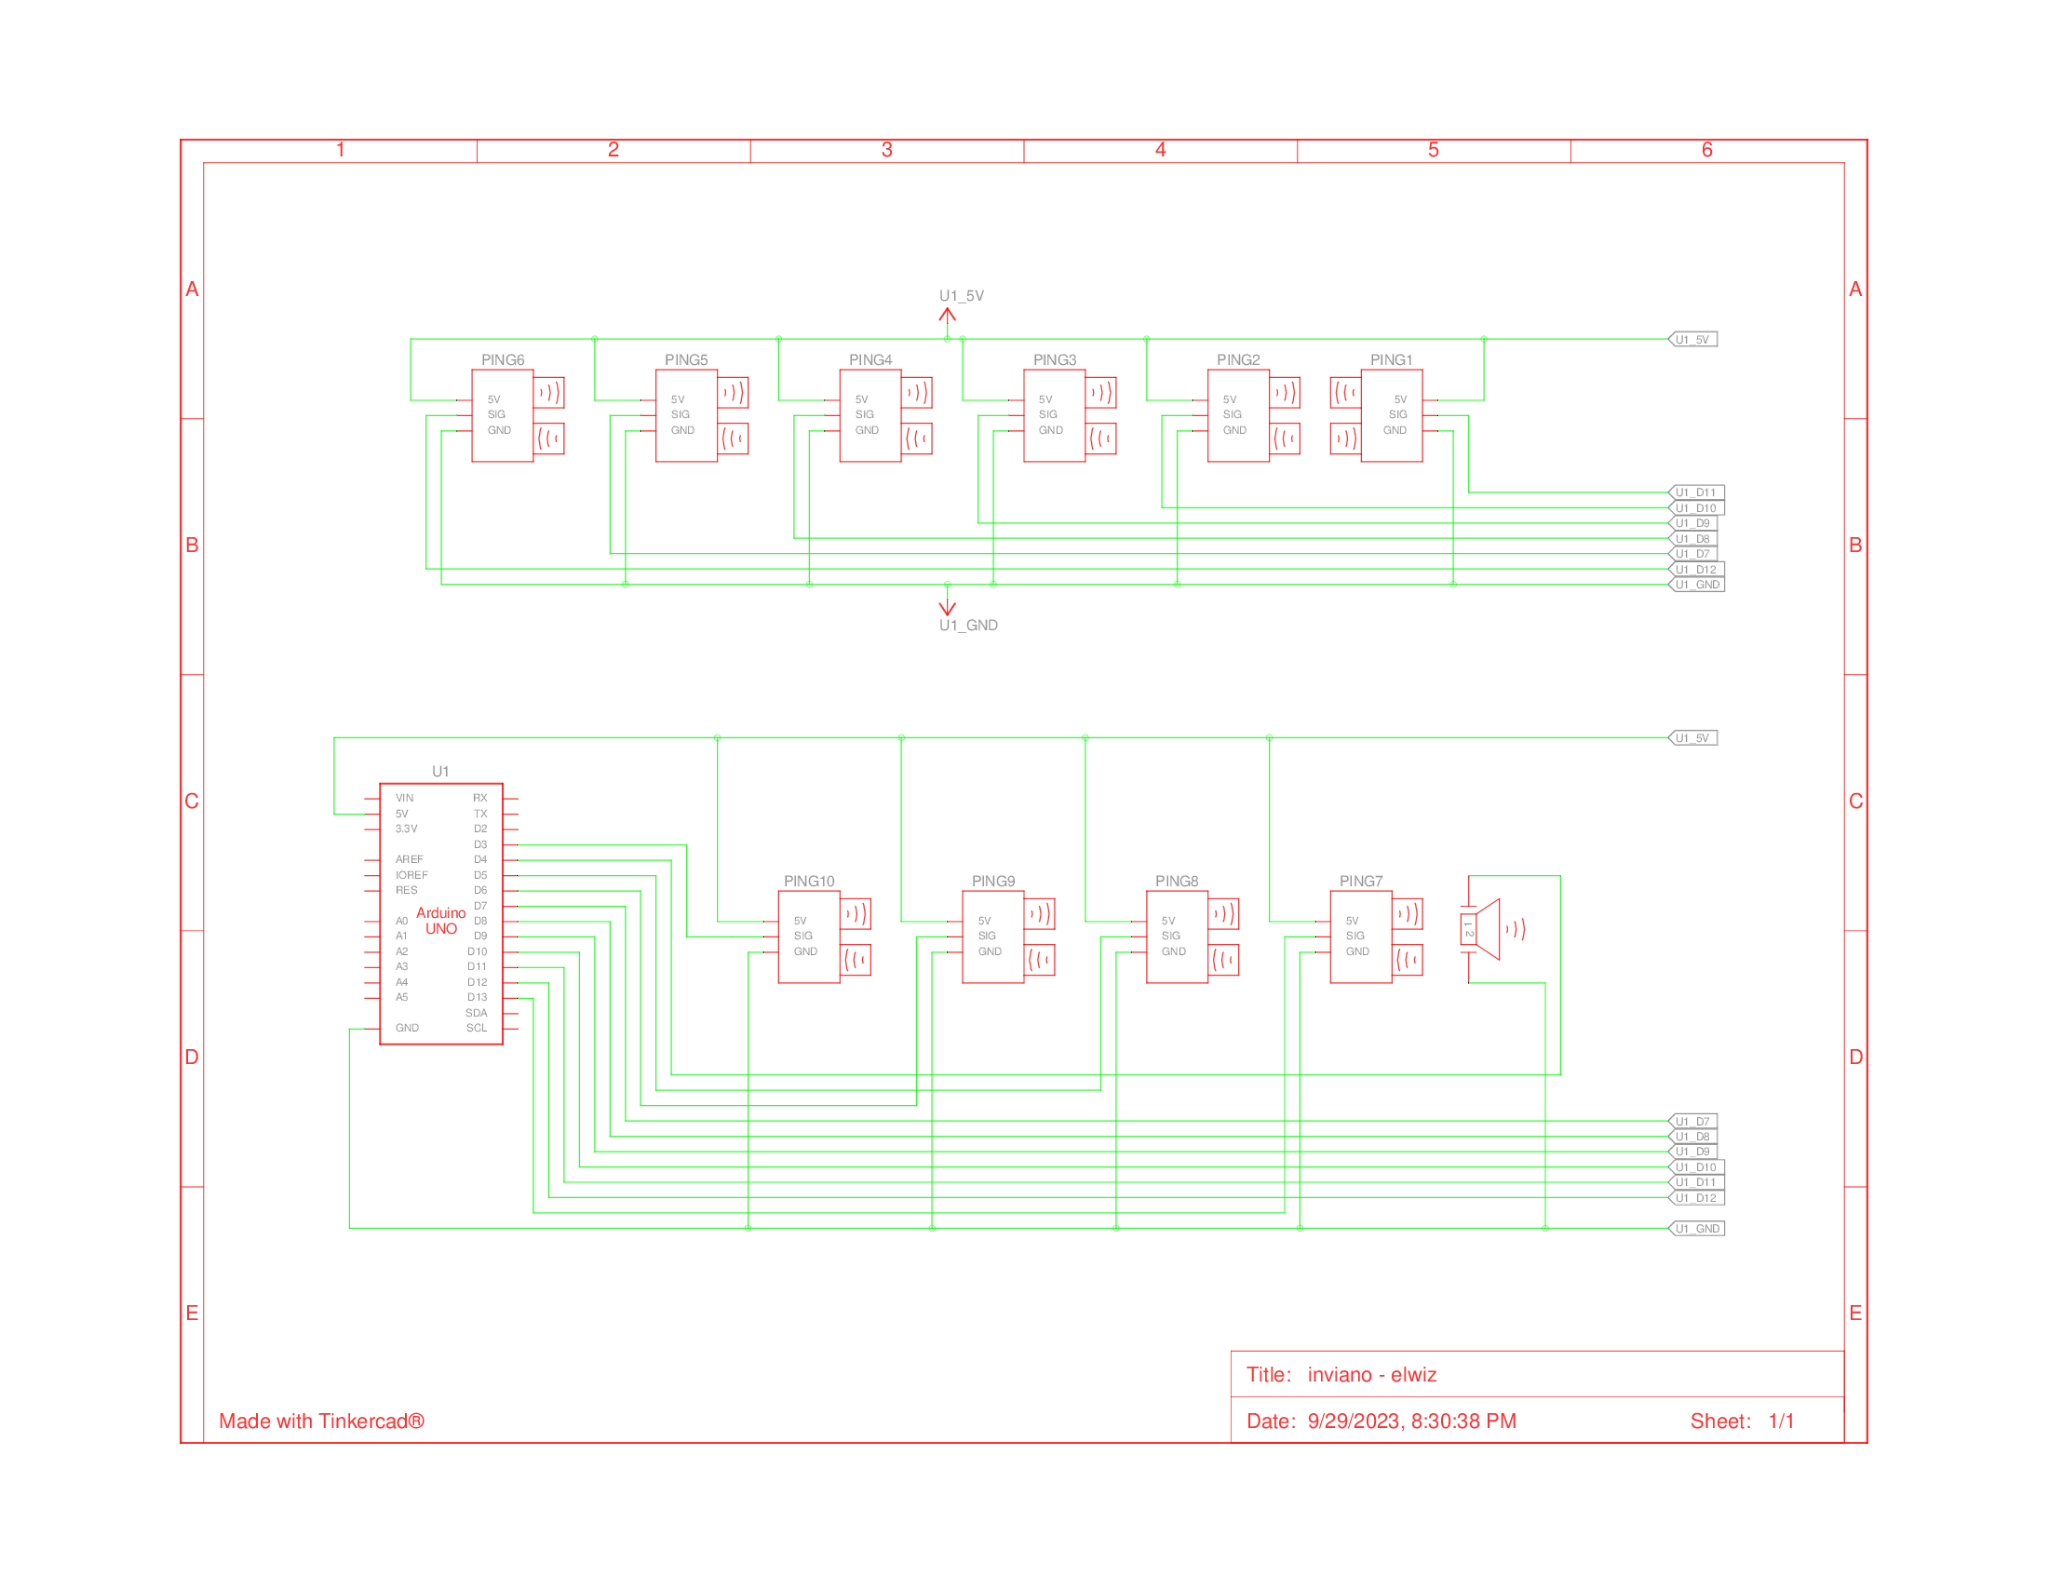 1 2 3 4 5 6
A A
U1_5V
U1_5V
PING6 PING5 PING4 PING3 PING2 PING1
5V 5V 5V 5V 5V 5V
SIG SIG SIG SIG SIG SIG
GND GND GND GND GND GND
U1_D11
U1_D10
U1_D9
U1_D8
B B
U1_D7
U1_D12
U1_GND
U1_GND
U1_5V
U1
VIN RX
C C
5V TX
3.3V D2
D3
AREF D4
IOREF D5
RES D6
D7
Arduino
UNO
A0 D8
A1 D9
A2 D10
A3 D11
A4 D12
A5 D13
SDA
GND SCL
PING10 PING9 PING8 PING7
5V 5V 5V 5V
SIG SIG SIG SIG
GND GND GND GND
1 2
D D
U1_D7
U1_D8
U1_D9
U1_D10
U1_D11
U1_D12
U1_GND
E E
Title: inviano - elwiz
Made with Tinkercad®
Date: 9/29/2023, 8:30:38 PM Sheet: 1/1